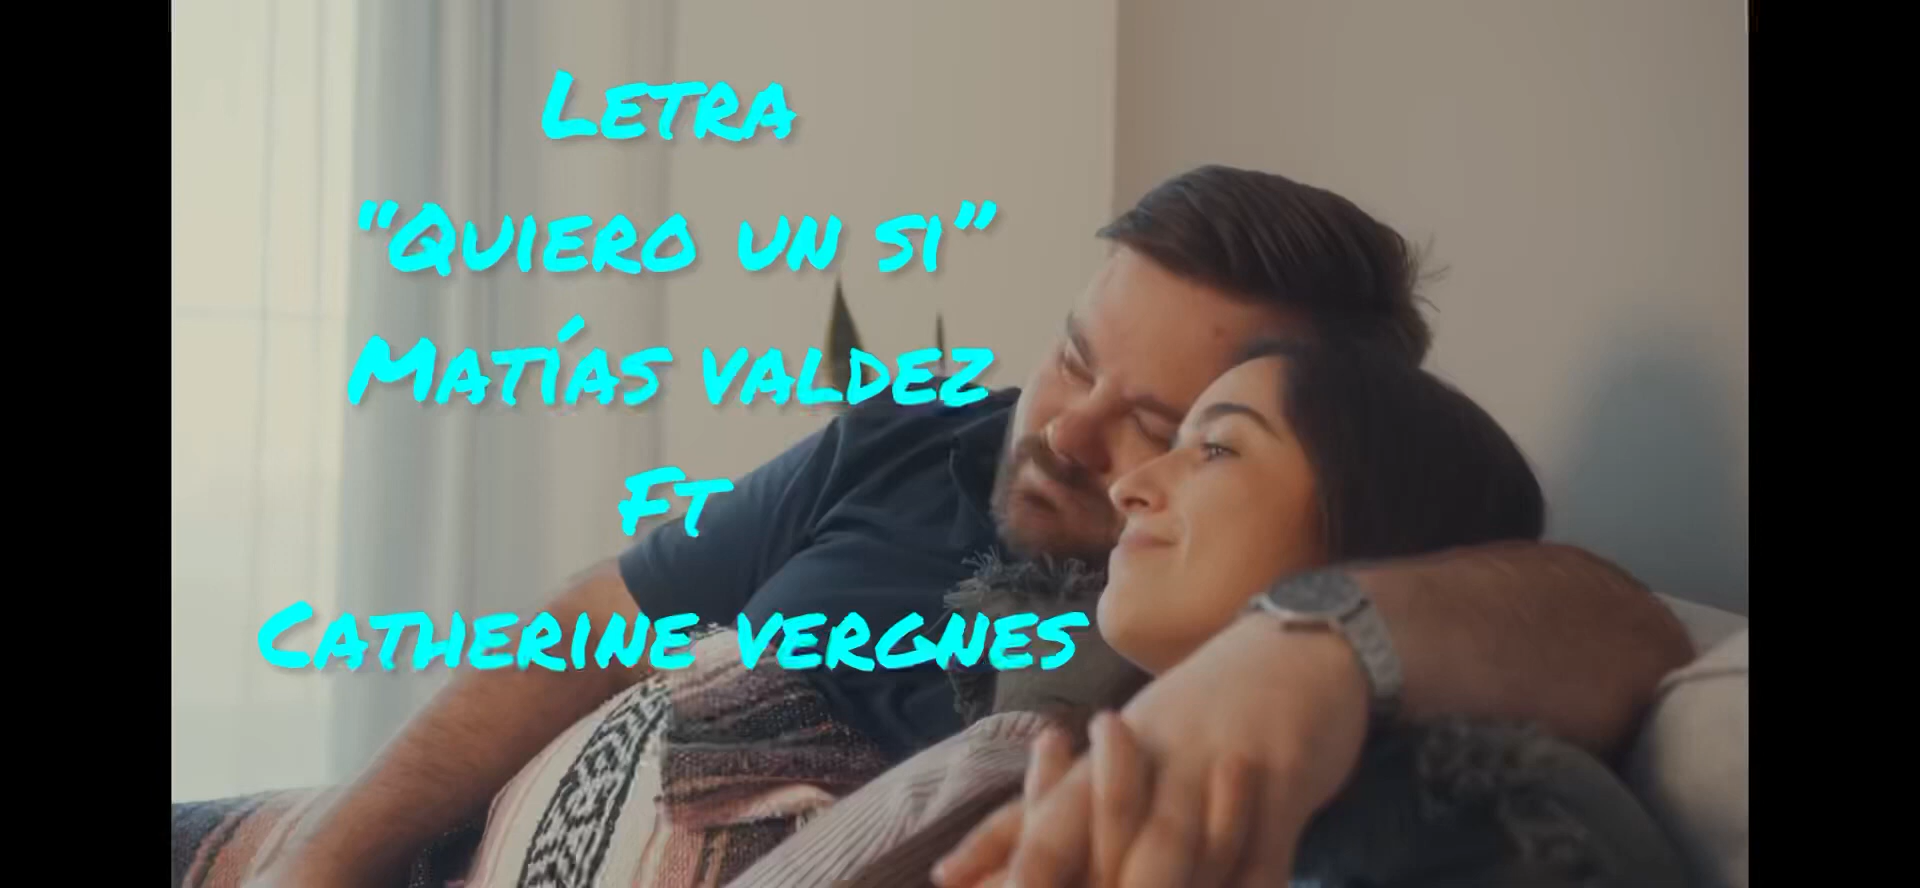 Letra
“Quiero un si”
Matías valdez
Ft
Catherine vergnes